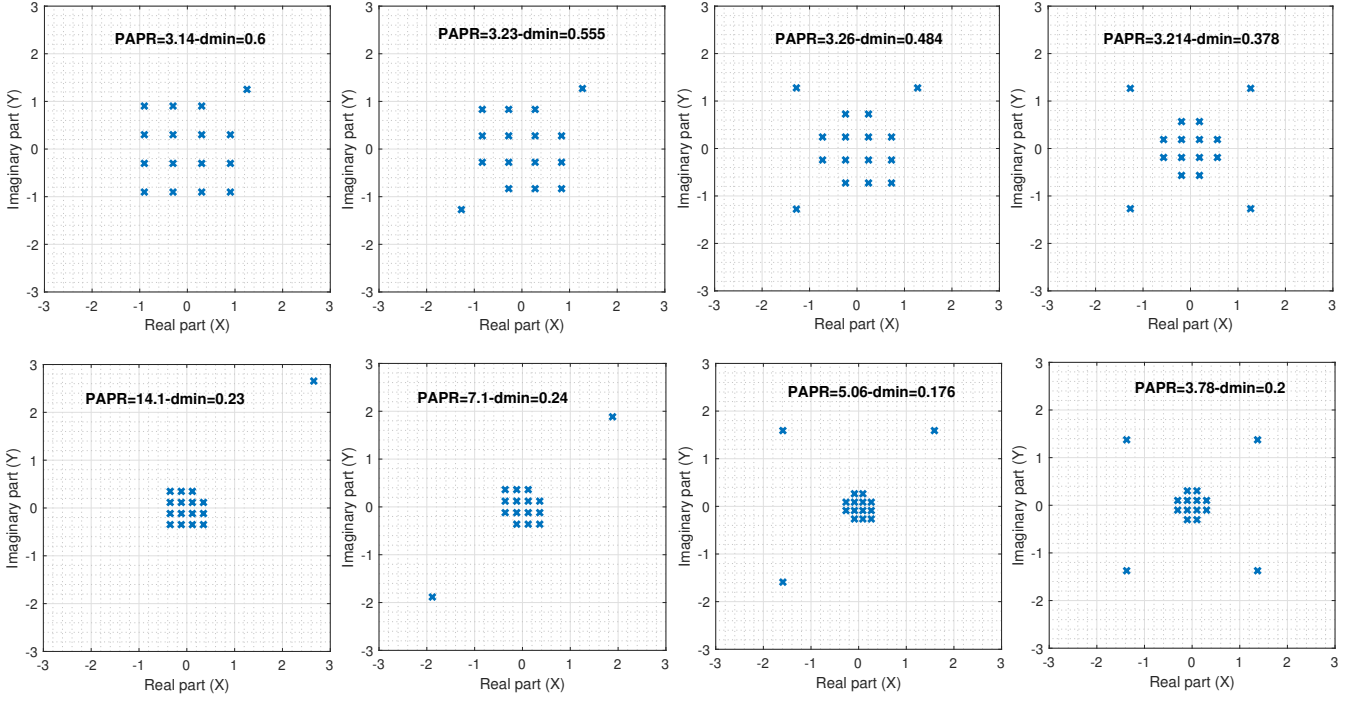 PAPR=3.14-dmin=0.6
Imaginary part (Y)
3
2
1
0
-1
-2
-3
-3 -2 -1 0 1 2 3
Real part (X)
PAPR=3.23-dmin=0.555
Imaginary part (Y)
3
2
1
0
-1
-2
-3
-3 -2 -1 0 1 2 3
Real part (X)
PAPR=3.26-dmin=0.484
Imaginary part (Y)
3
2
1
0
-1
-2
-3
-3 -2 -1 0 1 2 3
Real part (X)
PAPR=3.214-dmin=0.378
Imaginary part (Y)
3
2
1
0
-1
-2
-3
-3 -2 -1 0 1 2 3
Real part (X)
PAPR=14.1-dmin=0.23
Imaginary part (Y)
3
2
1
0
-1
-2
-3
-3 -2 -1 0 1 2 3
Real part (X)
PAPR=7.1-dmin=0.24
Imaginary part (Y)
3
2
1
0
-1
-2
-3
-3 -2 -1 0 1 2 3
Real part (X)
PAPR=5.06-dmin=0.176
Imaginary part (Y)
3
2
1
0
-1
-2
-3
-3 -2 -1 0 1 2 3
Real part (X)
PAPR=3.78-dmin=0.2
Imaginary part (Y)
3
2
1
0
-1
-2
-3
-3 -2 -1 0 1 2 3
Real part (X)